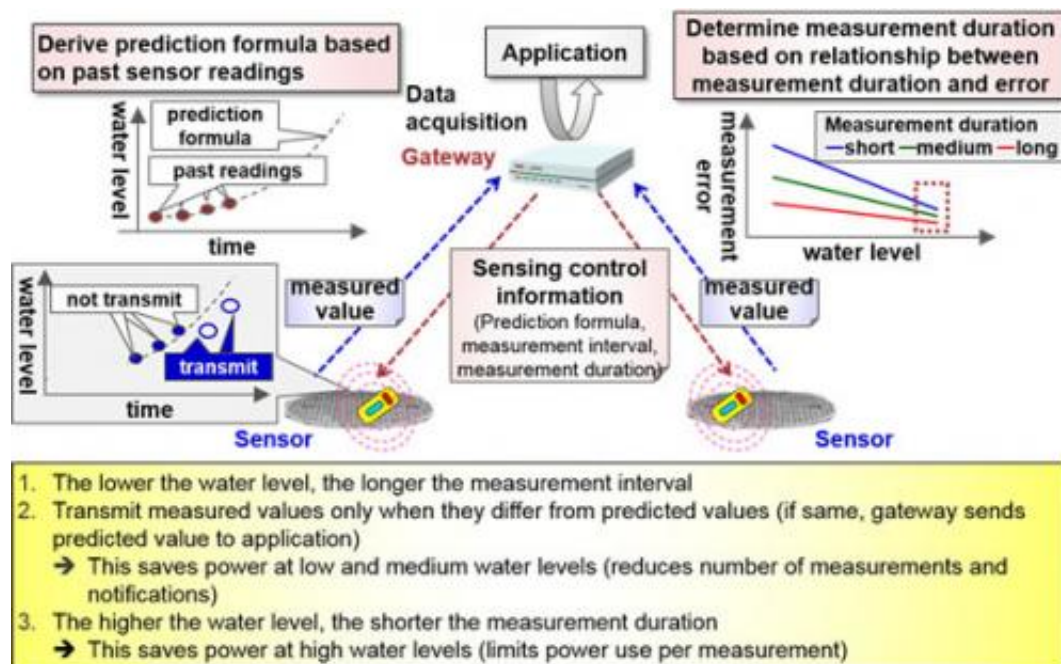 Derive prediction formula based
on past sensor readings
water level
prediction
formula
past readings
time
Application
Data
acquisition
Gateway
Determine measurement duration
based on relationship between
measurement duration and error
measurement
error
Measurement duration
short medium long
water level
water level
not transmit
transmit
time
measured
value
Sensing control
information
(Prediction formula,
measurement interval,
measurement duration)
measured
value
Sensor
Sensor
1. The lower the water level, the longer the measurement interval
2. Transmit measured values only when they differ from predicted values (if same, gateway sends
predicted value to application)
➔ This saves power at low and medium water levels (reduces number of measurements and
notifications)
3. The higher the water level, the shorter the measurement duration
➔ This saves power at high water levels (limits power use per measurement)